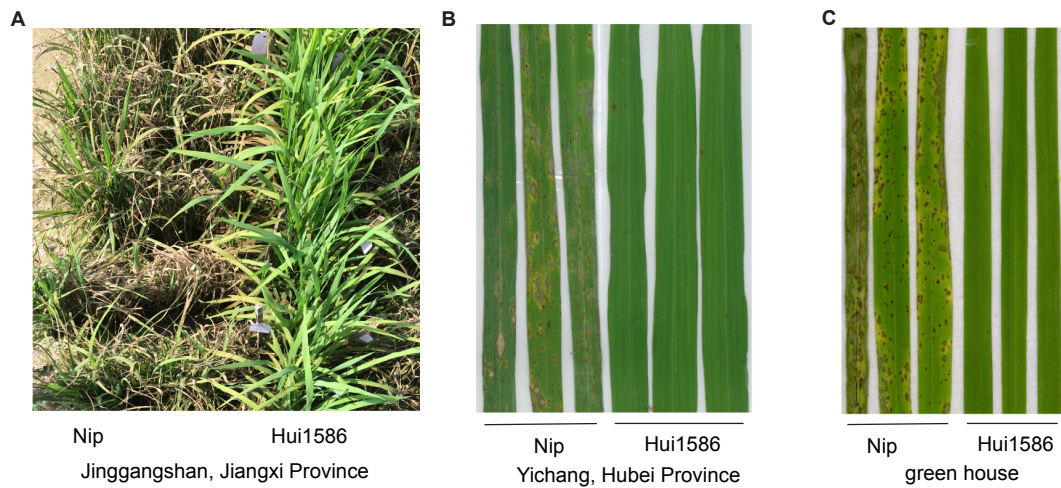 A
B
C
Nip
Hui1586
Jinggangshan, Jiangxi Province
Nip
Hui1586
Yichang, Hubei Province
Nip
Hui1586
green house